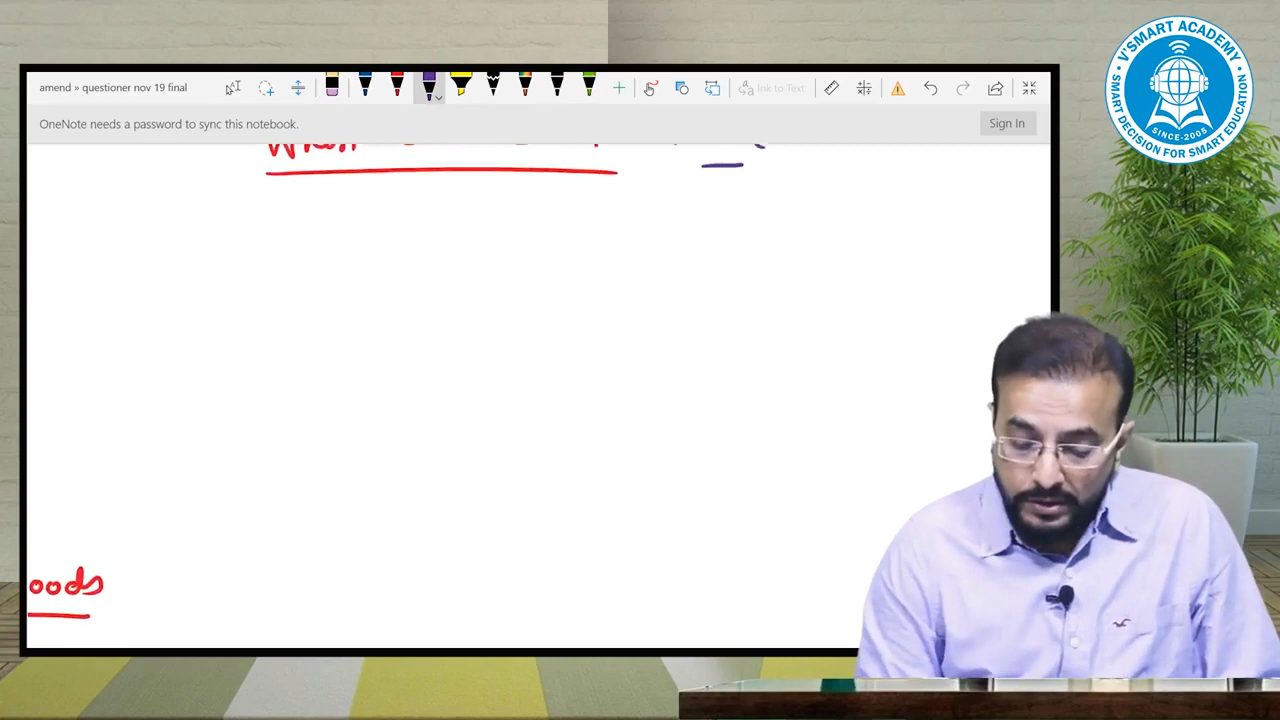 V'SMART ACADEMY
SMART DECISION FOR SMART EDUCATION
SINCE-2005
amend » questioner nov 19 final
Ink to Text
OneNote needs a password to sync this notebook.
Sign In
oods